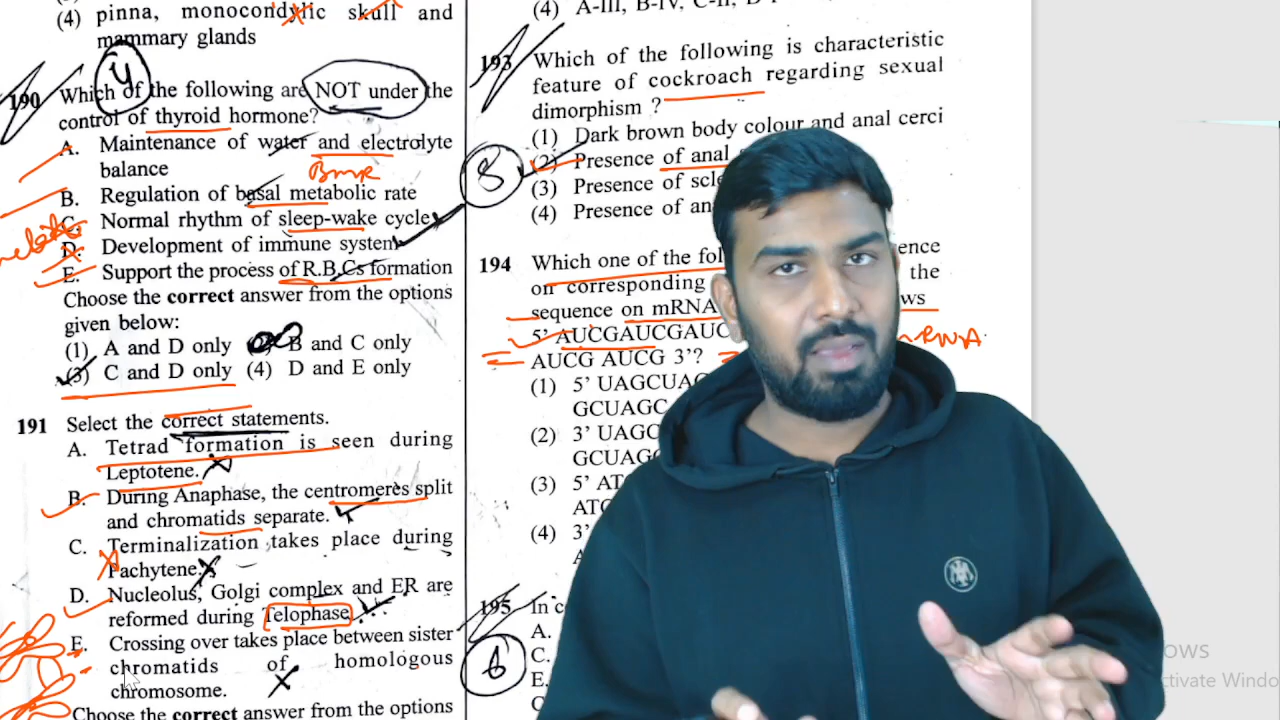 (4) pinna, monocondylic skull and
mammary glands
4
190 Which of the following are NOT under the
control of thyroid hormone?
A. Maintenance of water and electrolyte
balance
Bmr
B. Regulation of basal metabolic rate
C. Normal rhythm of sleep-wake cycle
D. Development of immune system
E. Support the process of R.B.Cs formation
Choose the correct answer from the options
given below:
(1) A and D only
B and C only
(3) C and D only (4) D and E only
191 Select the correct statements.
A. Tetrad formation is seen during
Leptotene.
B. During Anaphase, the centromeres split
and chromatids separate.
C. Terminalization takes place during
Pachytene.
D. Nucleolus, Golgi complex and ER are
reformed during Telophase.
E. Crossing over takes place between sister
chromatids of homologous
chromosome.
Choose the correct answer from the options
(4) A-III, B-IV, C-II,
193 Which of the following is characteristic
feature of cockroach regarding sexual
dimorphism ?
(1) Dark brown body colour and anal cerci
(2) Presence of anal
(3) Presence of
(4) Presence of
194 Which one of the
on corresponding the
sequence on mRNA
5' AUCGAUCGAUC
AUCG AUCG 3'?
(1) 5' UAGCUAG
GCUAGC
(2) 3' UAGC
GCUAG
(3) 5'
(4) 3'
195 In
A.
C.
E.